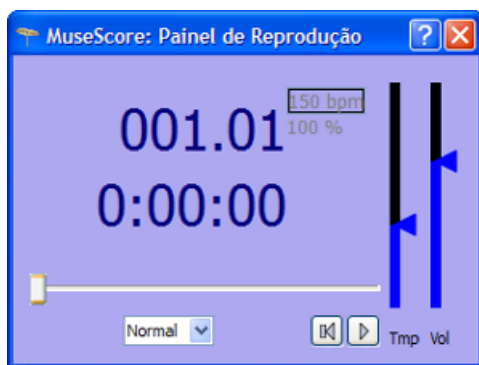 MuseScore: Painel de Reprodução
001.01
150 bpm
100 %
0:00:00
Normal
Tmp Vol